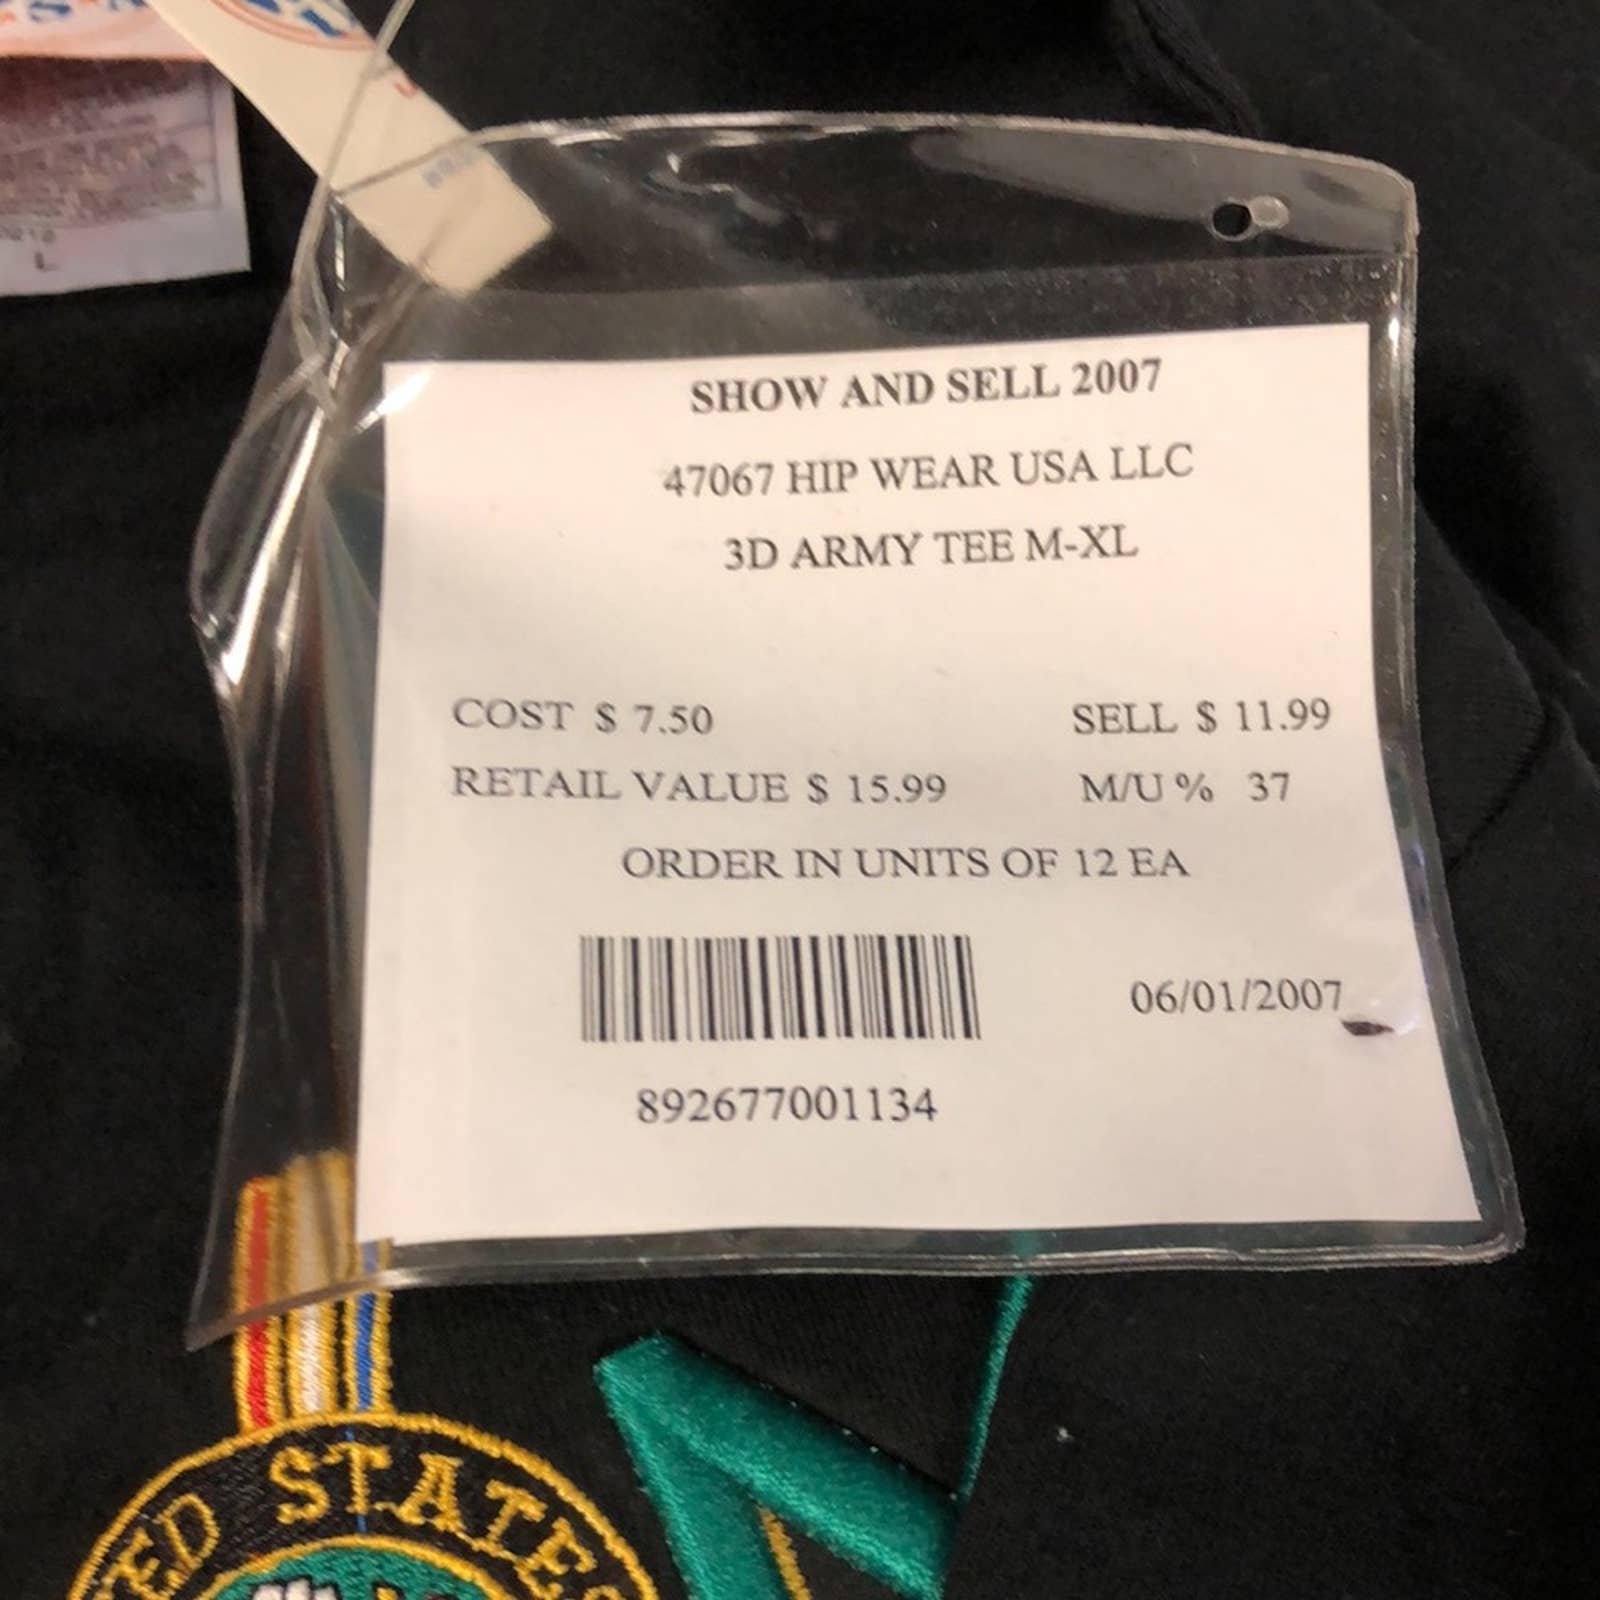 L
SHOW AND SELL 2007
47067 HIP WEAR USA LLC
3D ARMY TEE M-XL
COST $ 7.50 SELL $ 11.99
RETAIL VALUE $ 15.99 M/U % 37
ORDER IN UNITS OF 12 EA
06/01/2007
892677001134
TED STATES